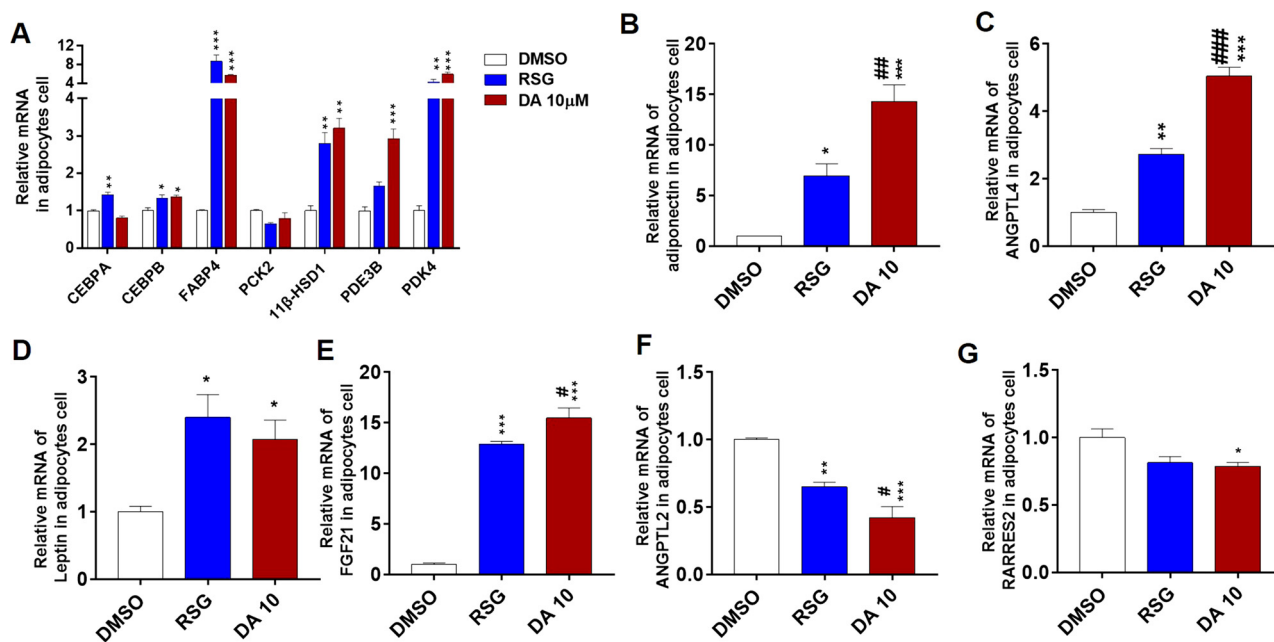 A
Relative mRNA
in adipocytes cell
12
8
4
4
3
2
1
0
**
*
*
***
***
**
**
***
**
***
CEBPA
CEBPB
FABP4
PCK2
11β-HSD1
PDE3B
PDK4
DMSO
RSG
DA 10μM
B
Relative mRNA of
adiponectin in adipocytes cell
20
15
10
5
0
*
##
***
DMSO
RSG
DA 10
C
Relative mRNA of
ANGPTL4 in adipocytes cell
6
4
2
0
**
###
***
DMSO
RSG
DA 10
D
Relative mRNA of
Leptin in adipocytes cell
3
2
1
0
*
*
DMSO
RSG
DA 10
E
Relative mRNA of
FGF21 in adipocytes cell
20
15
10
5
0
***
#
***
DMSO
RSG
DA 10
F
Relative mRNA of
ANGPTL2 in adipocytes cell
1.5
1.0
0.5
0.0
**
#
***
DMSO
RSG
DA 10
G
Relative mRNA of
RARRES2 in adipocytes cell
1.5
1.0
0.5
0.0
*
DMSO
RSG
DA 10